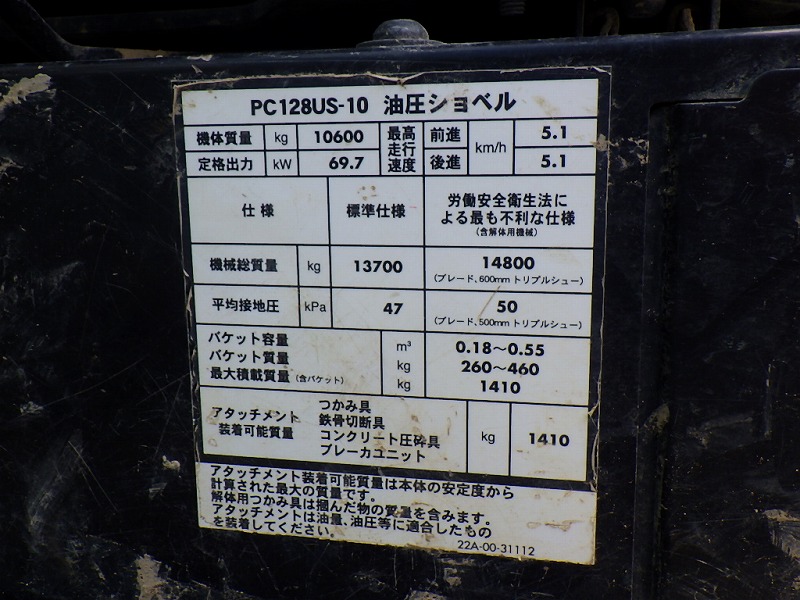 PC128US-10 油圧ショベル
機体質量 kg 10600 最高走行速度 前進 km/h 5.1
定格出力 kW 69.7 後進 5.1
仕様 標準仕様 労働安全衛生法に
よる最も不利な仕様
(含解体用機械)
機械総質量 kg 13700 14800
(ブレード、600mmトリプルシュー)
平均接地圧 kPa 47 50
(ブレード、500mmトリプルシュー)
バケット容量 m³ 0.18～0.55
バケット質量 kg 260～460
最大積載質量 (含バケット) kg 1410
アタッチメント
装着可能質量
つかみ具
鉄骨切断具
コンクリート圧砕具
ブレーカユニット
kg 1410
アタッチメント装着可能質量は本体の安定度から
計算された最大の質量です。
解体用つかみ具は掴んだ物の質量を含みます。
アタッチメントは油量、油圧等に適合したもの
を装着してください。
22A-00-31112